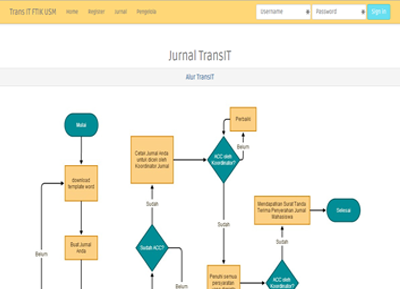 Trans IT FTIK USM Home Register Jurnal Pengelola Username Password Sign in
Jurnal TransIT
Alur TransIT
Mulai
download
template word
Buat Jurnal
Anda
Belum
Cetak Jurnal Anda
untuk dicek oleh
Koordinator Jurnal
Sudah
Sudah ACC?
Belum
Perbaiki
ACC oleh
Koordinator?
Belum
Sudah
Penuhi semua
persyaratan
Mendapatkan Surat Tanda
Terima Penyerahan Jurnal
Mahasiswa
Selesai
Sudah
ACC oleh
Koordinator?